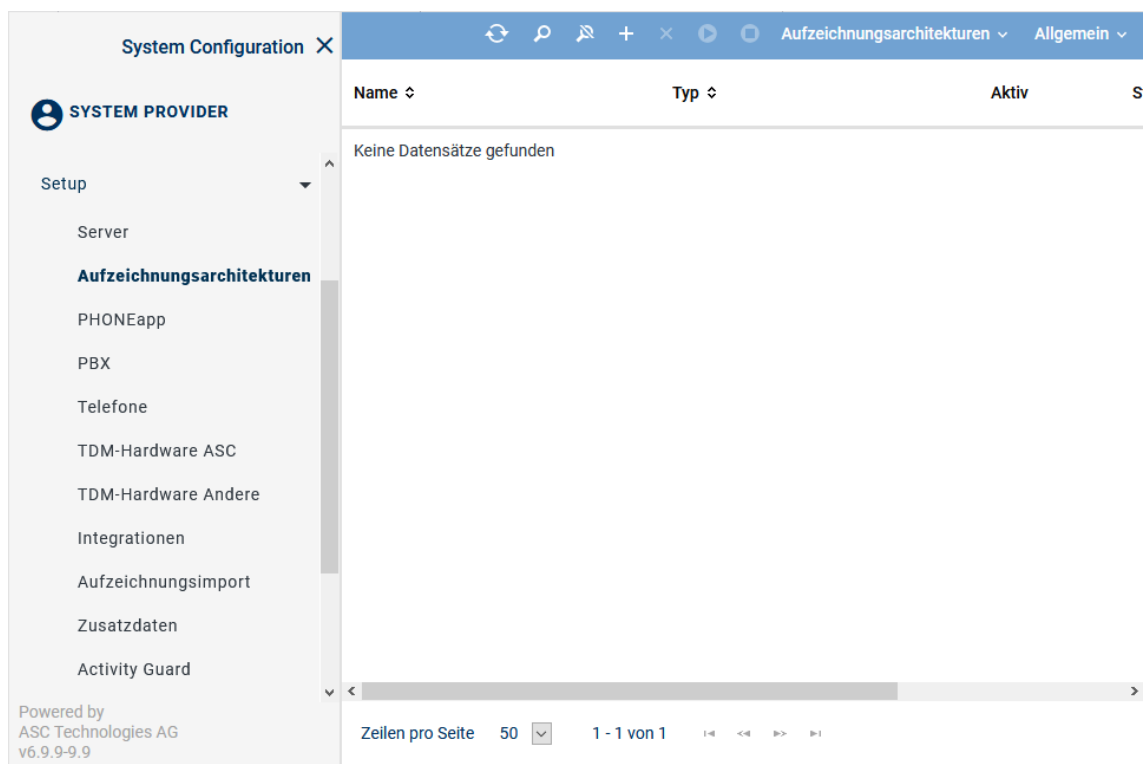 System Configuration
SYSTEM PROVIDER
Setup
Server
Aufzeichnungsarchitekturen
PHONEapp
PBX
Telefone
TDM-Hardware ASC
TDM-Hardware Andere
Integrationen
Aufzeichnungsimport
Zusatzdaten
Activity Guard
Powered by
ASC Technologies AG
v6.9.9-9.9
Aufzeichnungsarchitekturen Allgemein
Name Typ Aktiv S
Keine Datensätze gefunden
Zeilen pro Seite 50 1 - 1 von 1